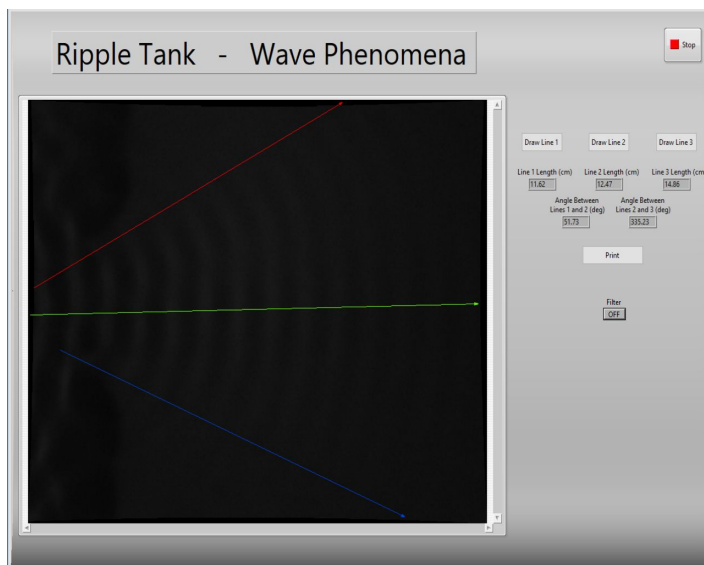 Ripple Tank - Wave Phenomena
Stop
Draw Line 1 Draw Line 2 Draw Line 3
Line 1 Length (cm) Line 2 Length (cm) Line 3 Length (cm)
11.62 12.47 14.86
Angle Between Angle Between
Lines 1 and 2 (deg) Lines 2 and 3 (deg)
51.73 335.23
Print
Filter
OFF